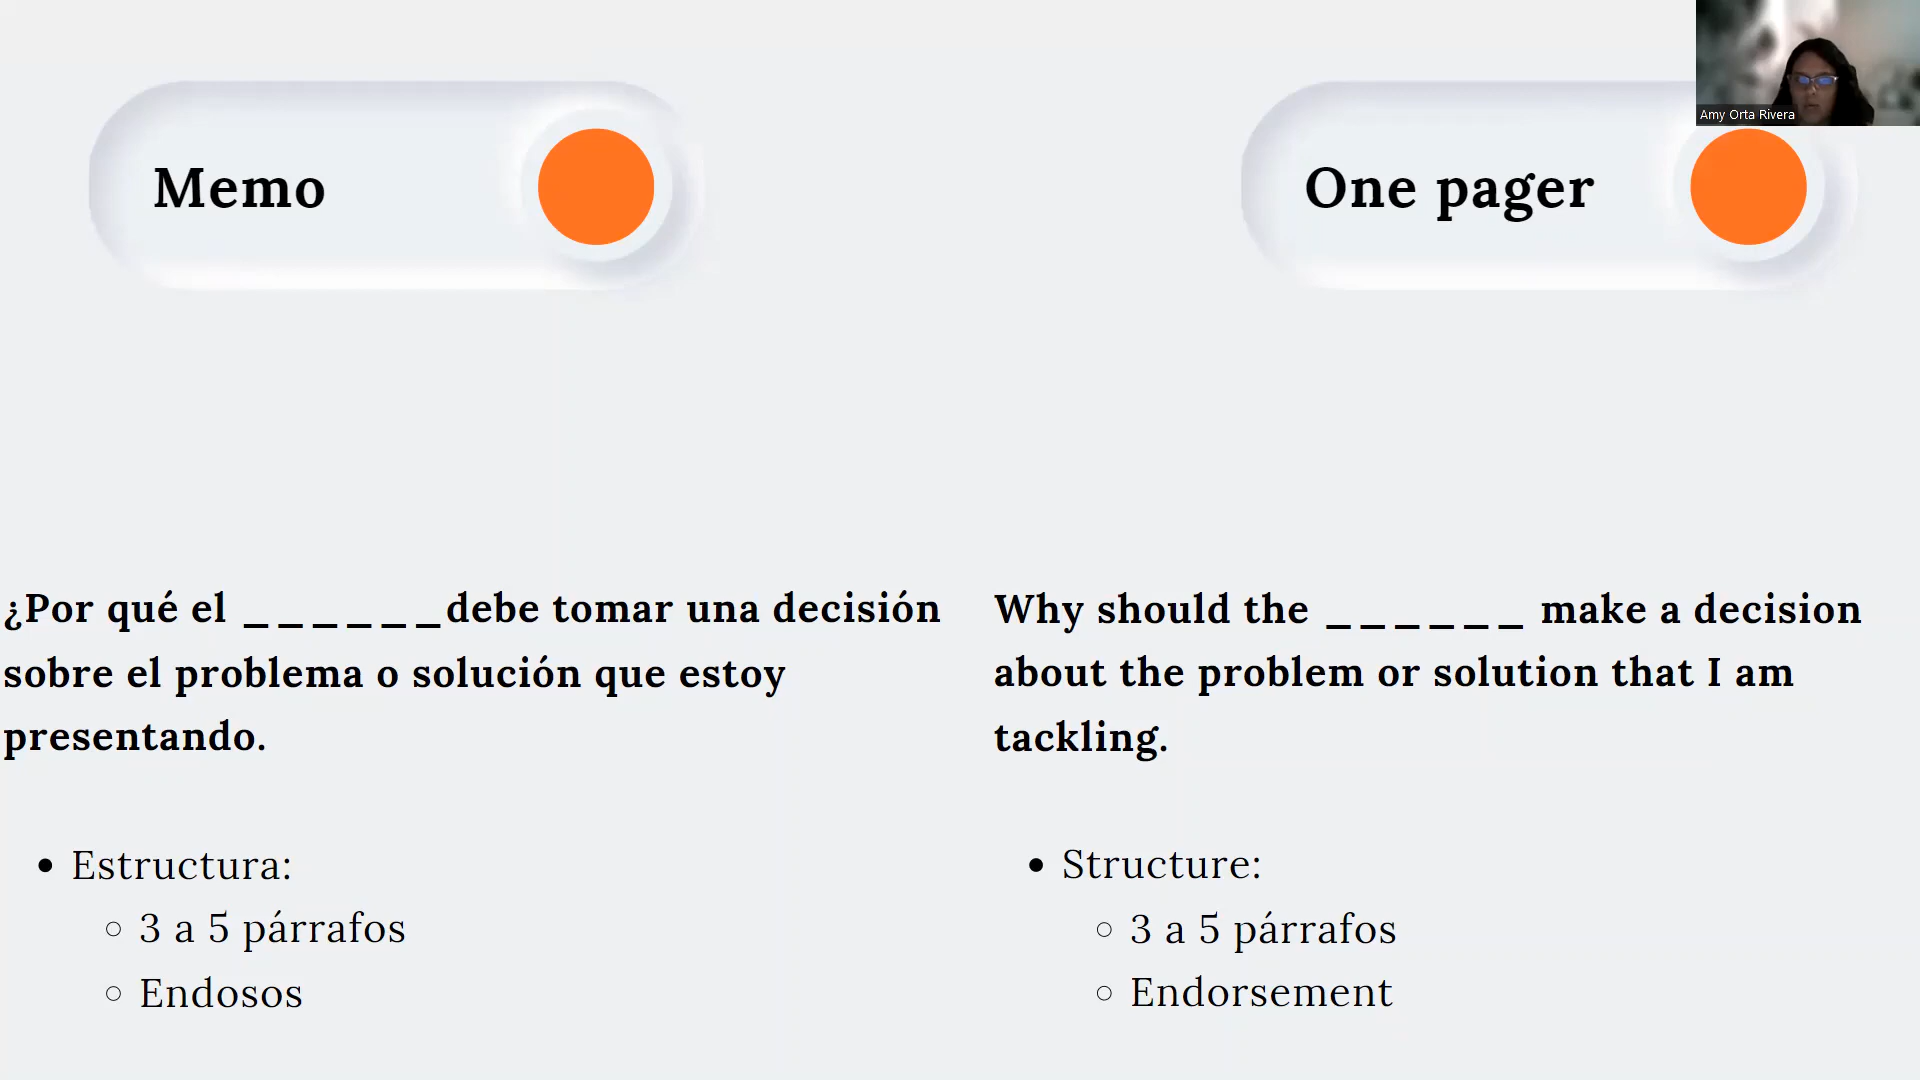 Memo
One pager
Amy Orta Rivera
¿Por qué el ______debe tomar una decisión
sobre el problema o solución que estoy
presentando.
Estructura:
3 a 5 párrafos
Endosos
Why should the ______ make a decision
about the problem or solution that I am
tackling.
Structure:
3 a 5 párrafos
Endorsement